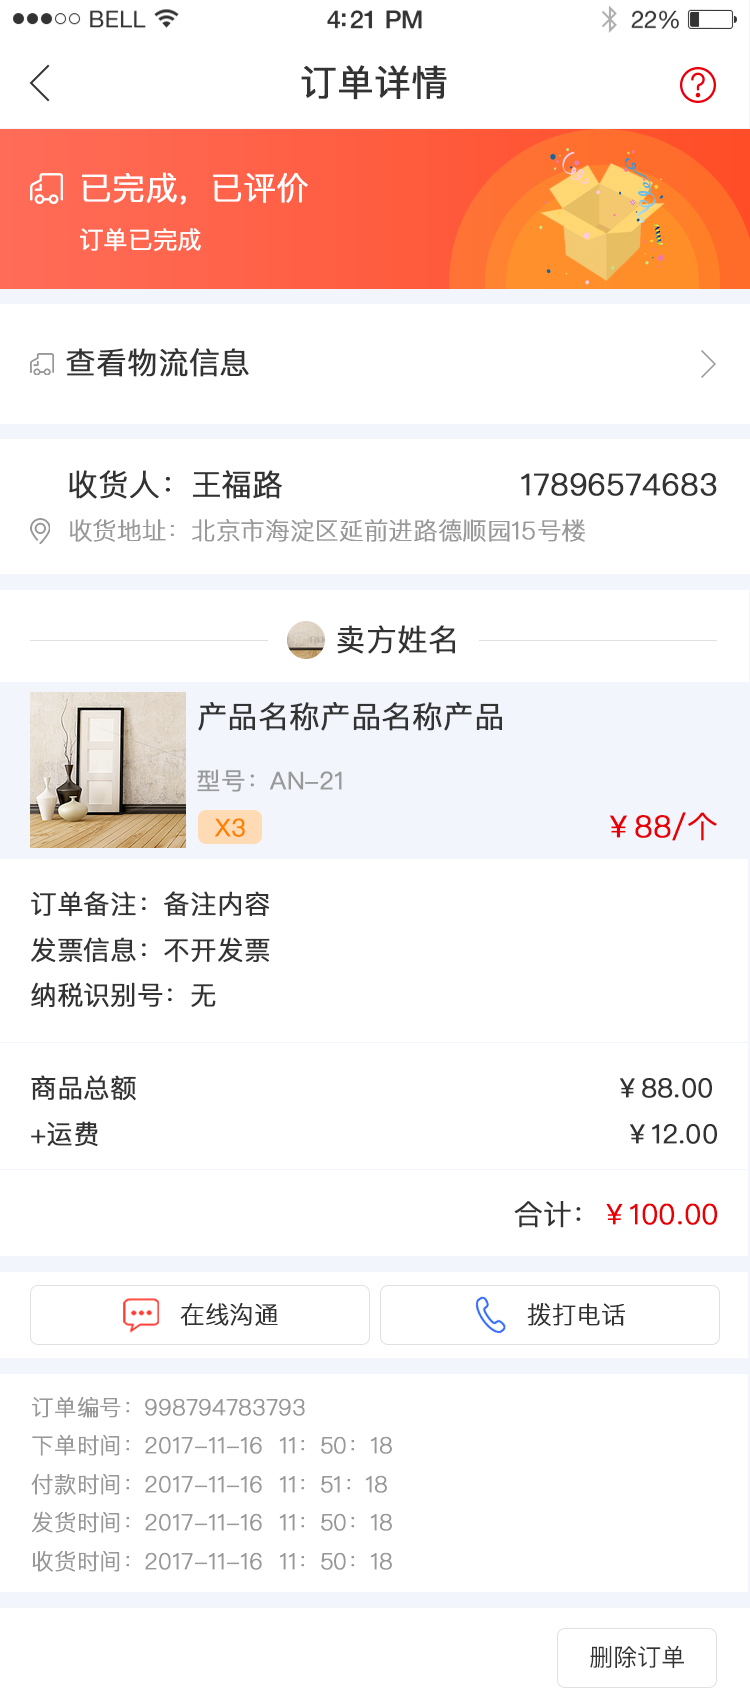 BELL 4:21 PM 22%
订单详情
已完成，已评价
订单已完成
查看物流信息
收货人：王福路 17896574683
收货地址：北京市海淀区延前进路德顺园15号楼
卖方姓名
产品名称产品名称产品
型号：AN-21
X3 ¥88/个
订单备注：备注内容
发票信息：不开发票
纳税识别号：无
商品总额 ¥88.00
+运费 ¥12.00
合计：¥100.00
在线沟通 拨打电话
订单编号：998794783793
下单时间：2017-11-16 11：50：18
付款时间：2017-11-16 11：51：18
发货时间：2017-11-16 11：50：18
收货时间：2017-11-16 11：50：18
删除订单